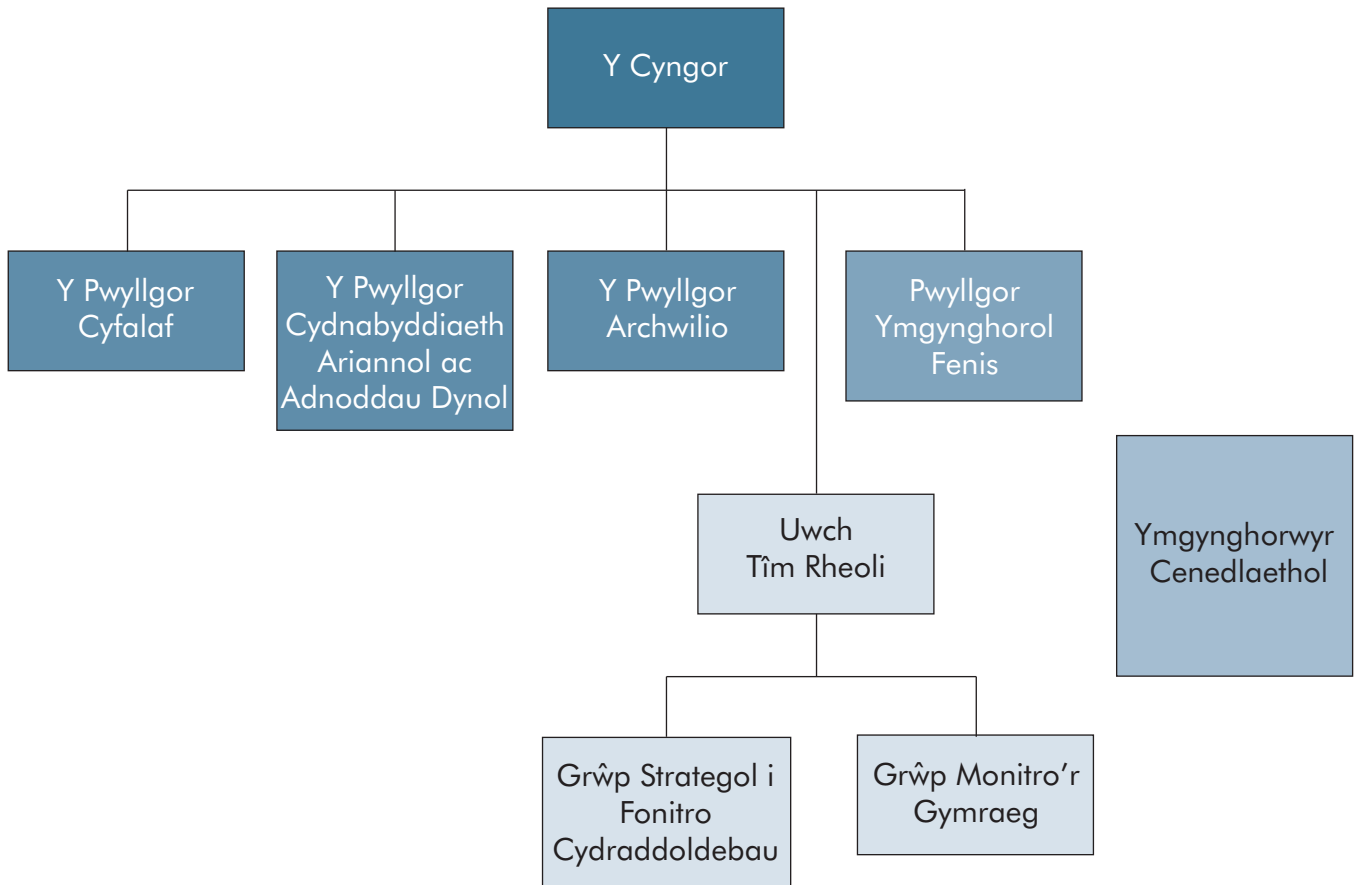 Y Cyngor
Y Pwyllgor
Cyfalaf
Y Pwyllgor
Cydnabyddiaeth
Ariannol ac
Adnoddau Dynol
Y Pwyllgor
Archwilio
Pwyllgor
Ymgynghorol
Fenis
Uwch
Tîm Rheoli
Ymgynghorwyr
Cenedlaethol
Grŵp Strategol i
Fonitro
Cydraddoldebau
Grŵp Monitro’r
Gymraeg